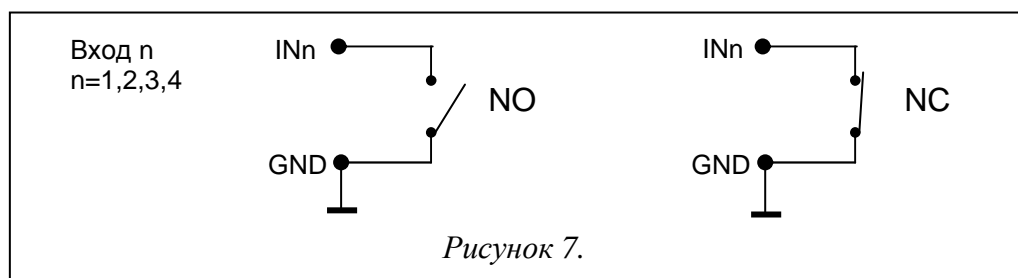 Вход n
n=1,2,3,4
INn
NO
GND
INn
NC
GND
Рисунок 7.